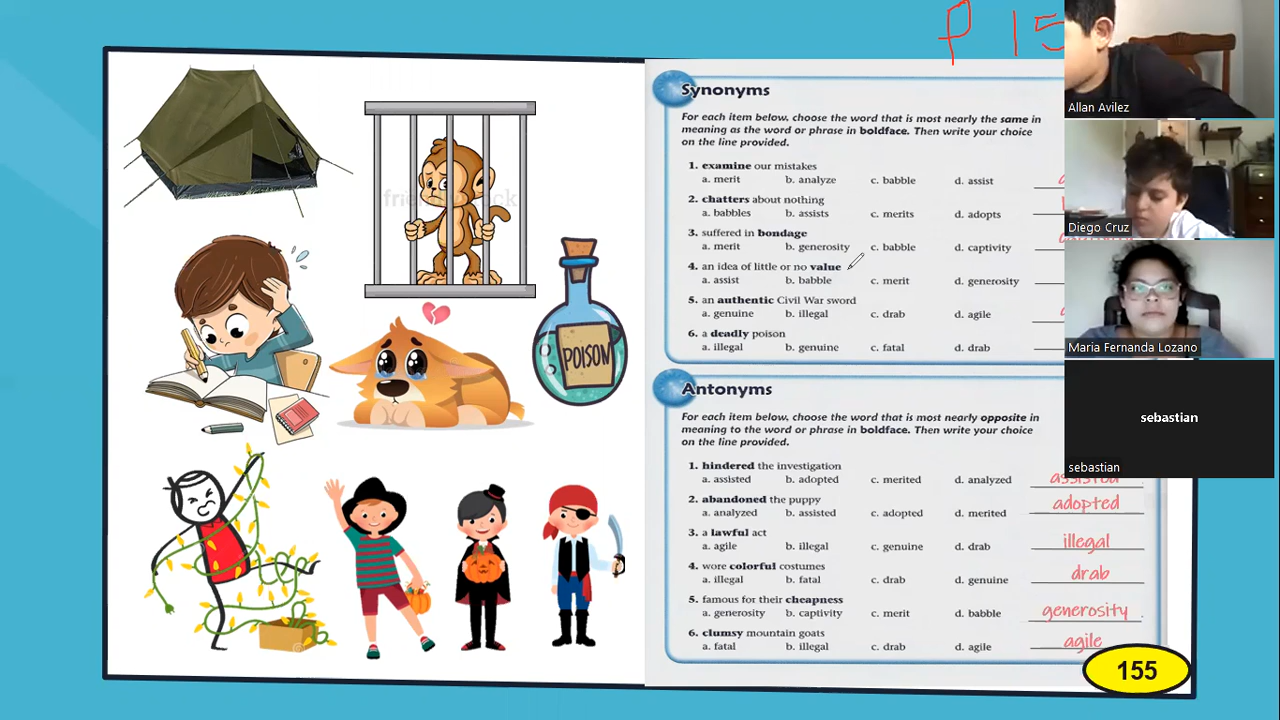 P 15
Allan Avilez
Diego Cruz
Maria Fernanda Lozano
sebastian
sebastian
POISON
Synonyms
For each item below, choose the word that is most nearly the same in
meaning as the word or phrase in boldface. Then write your choice
on the line provided.
1. examine our mistakes
a. merit b. analyze c. babble d. assist
2. chatters about nothing
a. babbles b. assists c. merits d. adopts
3. suffered in bondage
a. merit b. generosity c. babble d. captivity
4. an idea of little or no value
a. assist b. babble c. merit d. generosity
5. an authentic Civil War sword
a. genuine b. illegal c. drab d. agile
6. a deadly poison
a. illegal b. genuine c. fatal d. drab
Antonyms
For each item below, choose the word that is most nearly opposite in
meaning to the word or phrase in boldface. Then write your choice
on the line provided.
1. hindered the investigation
a. assisted b. adopted c. merited d. analyzed assisted
2. abandoned the puppy
a. analyzed b. assisted c. adopted d. merited adopted
3. a lawful act
a. agile b. illegal c. genuine d. drab illegal
4. wore colorful costumes
a. illegal b. fatal c. drab d. genuine drab
5. famous for their cheapness
a. generosity b. captivity c. merit d. babble generosity
6. clumsy mountain goats
a. fatal b. illegal c. drab d. agile agile
155